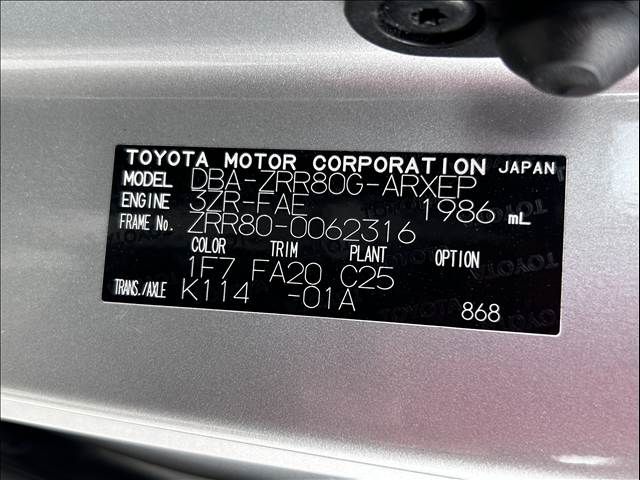 TOYOTA MOTOR CORPORATION JAPAN
MODEL DBA-ZRR80G-ARXEP
ENGINE 3ZR-FAE 1986 mL
FRAME No. ZRR80-0062316
COLOR TRIM PLANT OPTION
1F7 FA20 C25
TRANS./AXLE K114 -01A
868